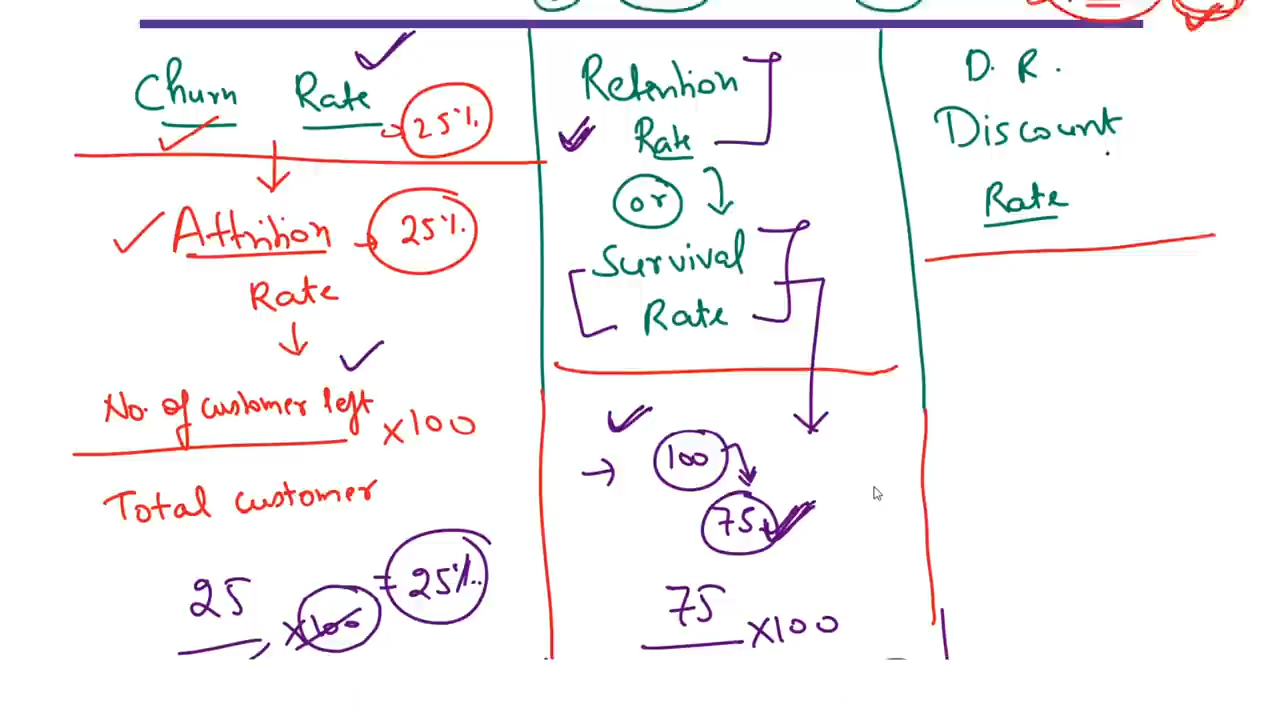 Churn Rate → 25%
Attrition → 25%
Rate
No. of customer left
×100
Total customer
25
×100 = 25%
Retention
Rate
or
Survival
Rate
→ 100
75
75
×100
D. R.
Discount
Rate